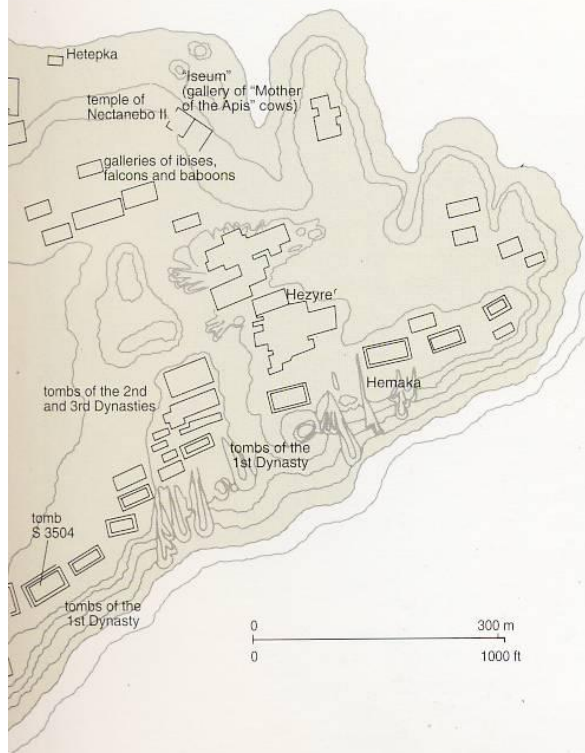 Hetepka
"Iseum"
(gallery of "Mother
of the Apis" cows)
temple of
Nectanebo II
galleries of ibises,
falcons and baboons
Hezyreʿ
Hemaka
tombs of the 2nd
and 3rd Dynasties
tombs of the
1st Dynasty
tomb
S 3504
tombs of the
1st Dynasty
0 300 m
0 1000 ft